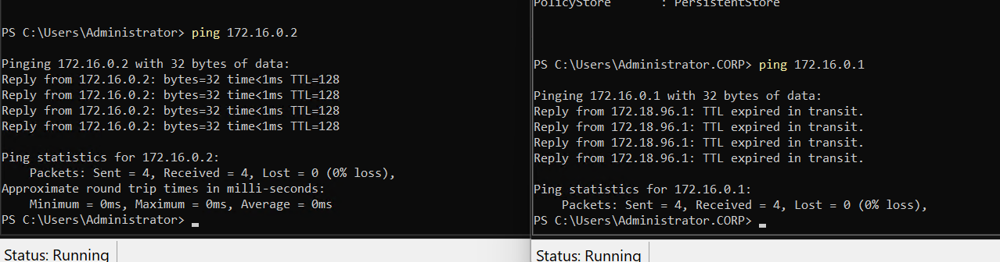 PS C:\Users\Administrator> ping 172.16.0.2
Pinging 172.16.0.2 with 32 bytes of data:
Reply from 172.16.0.2: bytes=32 time<1ms TTL=128
Reply from 172.16.0.2: bytes=32 time<1ms TTL=128
Reply from 172.16.0.2: bytes=32 time<1ms TTL=128
Reply from 172.16.0.2: bytes=32 time<1ms TTL=128
Ping statistics for 172.16.0.2:
    Packets: Sent = 4, Received = 4, Lost = 0 (0% loss),
Approximate round trip times in milli-seconds:
    Minimum = 0ms, Maximum = 0ms, Average = 0ms
PS C:\Users\Administrator>
Status: Running
PolicyStore       : PersistentStore
PS C:\Users\Administrator.CORP> ping 172.16.0.1
Pinging 172.16.0.1 with 32 bytes of data:
Reply from 172.18.96.1: TTL expired in transit.
Reply from 172.18.96.1: TTL expired in transit.
Reply from 172.18.96.1: TTL expired in transit.
Reply from 172.18.96.1: TTL expired in transit.
Ping statistics for 172.16.0.1:
    Packets: Sent = 4, Received = 4, Lost = 0 (0% loss),
PS C:\Users\Administrator.CORP>
Status: Running